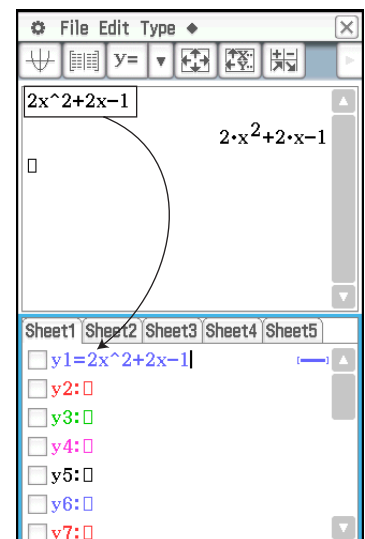 File Edit Type ◆
Y=
2x^2+2x−1
2·x²+2·x−1
Sheet1 Sheet2 Sheet3 Sheet4 Sheet5
y1=2x^2+2x−1
y2:▯
y3:▯
y4:▯
y5:▯
y6:▯
y7:▯